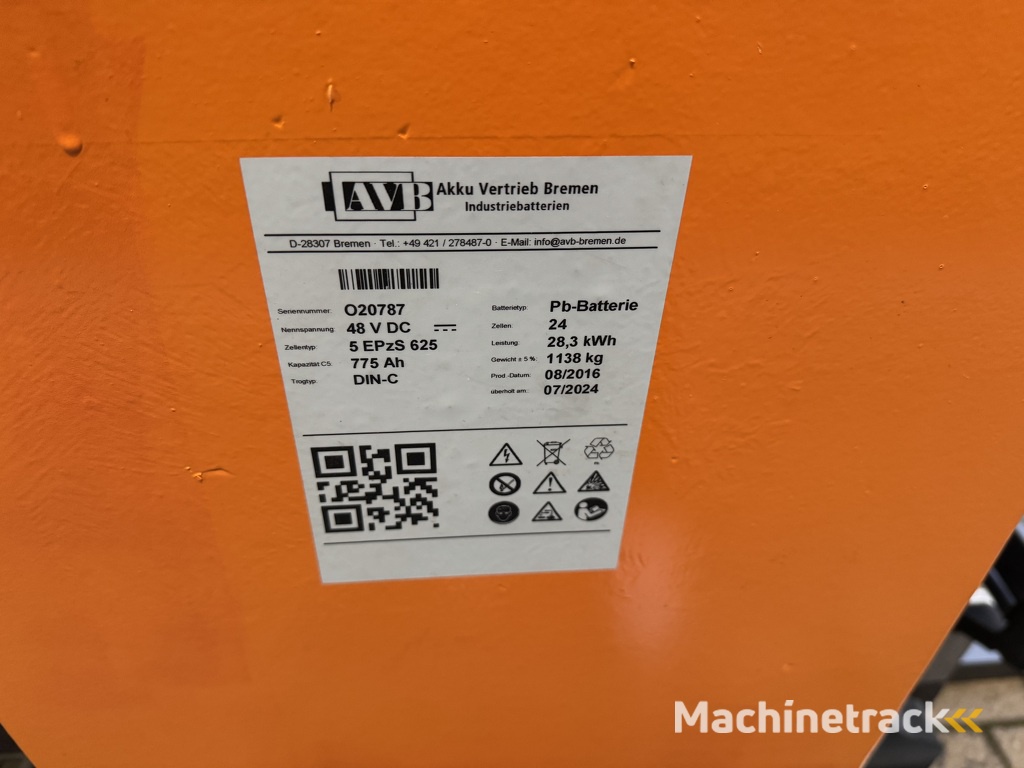 AVB Akku Vertrieb Bremen
Industriebatterien
D-28307 Bremen · Tel.: +49 421 / 278487-0 · E-Mail: info@avb-bremen.de
Seriennummer: O20787
Nennspannung: 48 V DC
Zellentyp: 5 EPzS 625
Kapazität C5: 775 Ah
Trogtyp: DIN-C
Batterietyp: Pb-Batterie
Zellen: 24
Leistung: 28,3 kWh
Gewicht ± 5 %: 1138 kg
Prod.-Datum: 08/2016
überholt am: 07/2024
Machinetrack